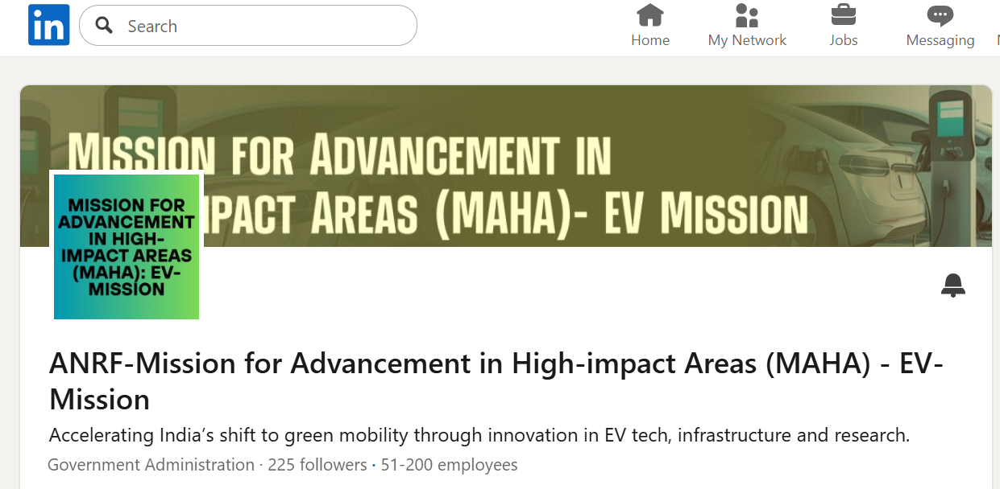 in
Search
Home
My Network
Jobs
Messaging
MISSION FOR ADVANCEMENT IN
IMPACT AREAS (MAHA)- EV MISSION
MISSION FOR
ADVANCEMENT
IN HIGH-
IMPACT AREAS
(MAHA): EV-
MISSION
ANRF-Mission for Advancement in High-impact Areas (MAHA) - EV-
Mission
Accelerating India’s shift to green mobility through innovation in EV tech, infrastructure and research.
Government Administration · 225 followers · 51-200 employees